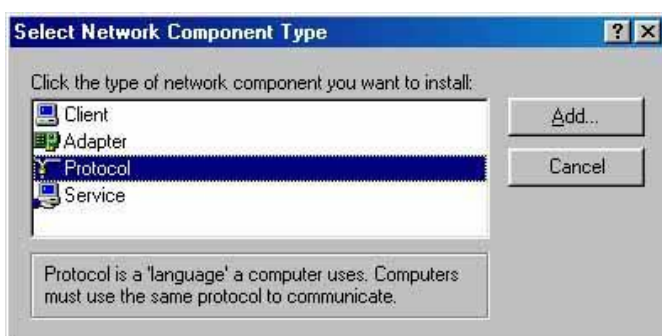 Select Network Component Type
Click the type of network component you want to install:
Client
Adapter
Protocol
Service
Add...
Cancel
Protocol is a 'language' a computer uses. Computers
must use the same protocol to communicate.